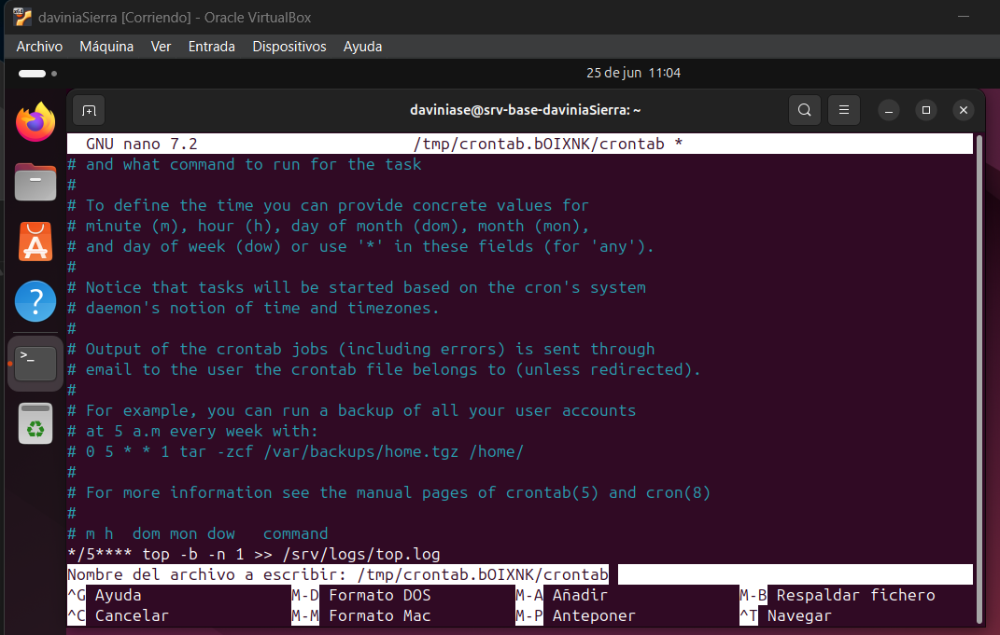 daviniaSierra [Corriendo] - Oracle VirtualBox
Archivo Máquina Ver Entrada Dispositivos Ayuda
25 de jun 11:04
daviniase@srv-base-daviniaSierra: ~
GNU nano 7.2 /tmp/crontab.bOIXNK/crontab *
# and what command to run for the task
#
# To define the time you can provide concrete values for
# minute (m), hour (h), day of month (dom), month (mon),
# and day of week (dow) or use '*' in these fields (for 'any').
#
# Notice that tasks will be started based on the cron's system
# daemon's notion of time and timezones.
#
# Output of the crontab jobs (including errors) is sent through
# email to the user the crontab file belongs to (unless redirected).
#
# For example, you can run a backup of all your user accounts
# at 5 a.m every week with:
# 0 5 * * 1 tar -zcf /var/backups/home.tgz /home/
#
# For more information see the manual pages of crontab(5) and cron(8)
#
# m h  dom mon dow   command
*/5**** top -b -n 1 >> /srv/logs/top.log
Nombre del archivo a escribir: /tmp/crontab.bOIXNK/crontab
^G Ayuda M-D Formato DOS M-A Añadir M-B Respaldar fichero
^C Cancelar M-M Formato Mac M-P Anteponer ^T Navegar